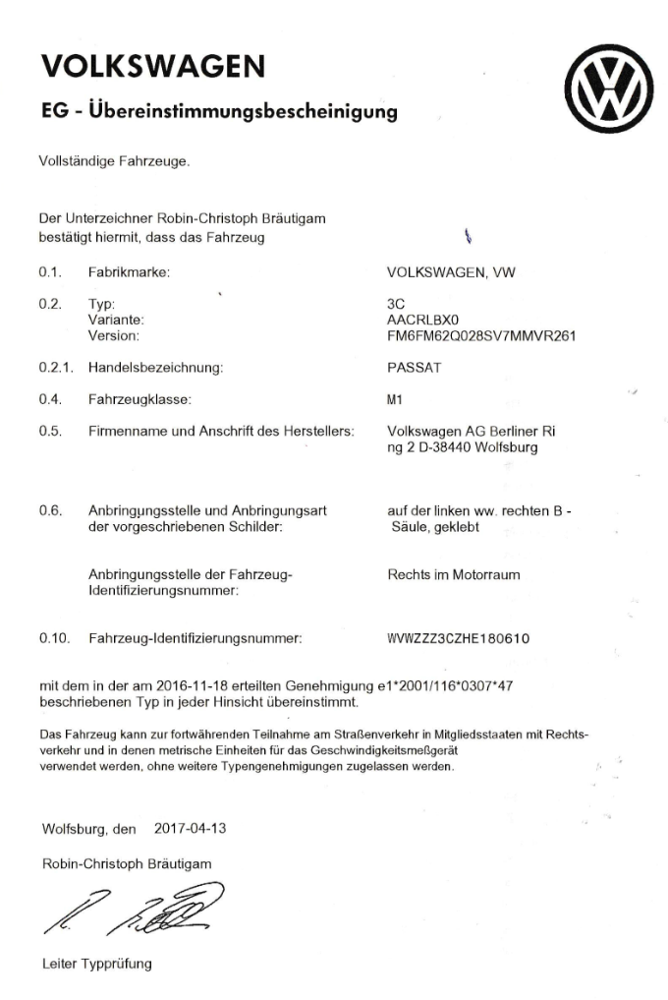 VOLKSWAGEN
EG - Übereinstimmungsbescheinigung
Vollständige Fahrzeuge.
Der Unterzeichner Robin-Christoph Bräutigam
bestätigt hiermit, dass das Fahrzeug
0.1. Fabrikmarke: VOLKSWAGEN, VW
0.2. Typ: 3C
Variante: AACRLBX0
Version: FM6FM62Q028SV7MMVR261
0.2.1. Handelsbezeichnung: PASSAT
0.4. Fahrzeugklasse: M1
0.5. Firmenname und Anschrift des Herstellers: Volkswagen AG Berliner Ri
ng 2 D-38440 Wolfsburg
0.6. Anbringungsstelle und Anbringungsart auf der linken ww. rechten B -
der vorgeschriebenen Schilder: Säule, geklebt
Anbringungsstelle der Fahrzeug- Rechts im Motorraum
Identifizierungsnummer:
0.10. Fahrzeug-Identifizierungsnummer: WVWZZZ3CZHE180610
mit dem in der am 2016-11-18 erteilten Genehmigung e1*2001/116*0307*47
beschriebenen Typ in jeder Hinsicht übereinstimmt.
Das Fahrzeug kann zur fortwährenden Teilnahme am Straßenverkehr in Mitgliedsstaaten mit Rechts-
verkehr und in denen metrische Einheiten für das Geschwindigkeitsmeßgerät
verwendet werden, ohne weitere Typengenehmigungen zugelassen werden.
Wolfsburg, den 2017-04-13
Robin-Christoph Bräutigam
Leiter Typprüfung